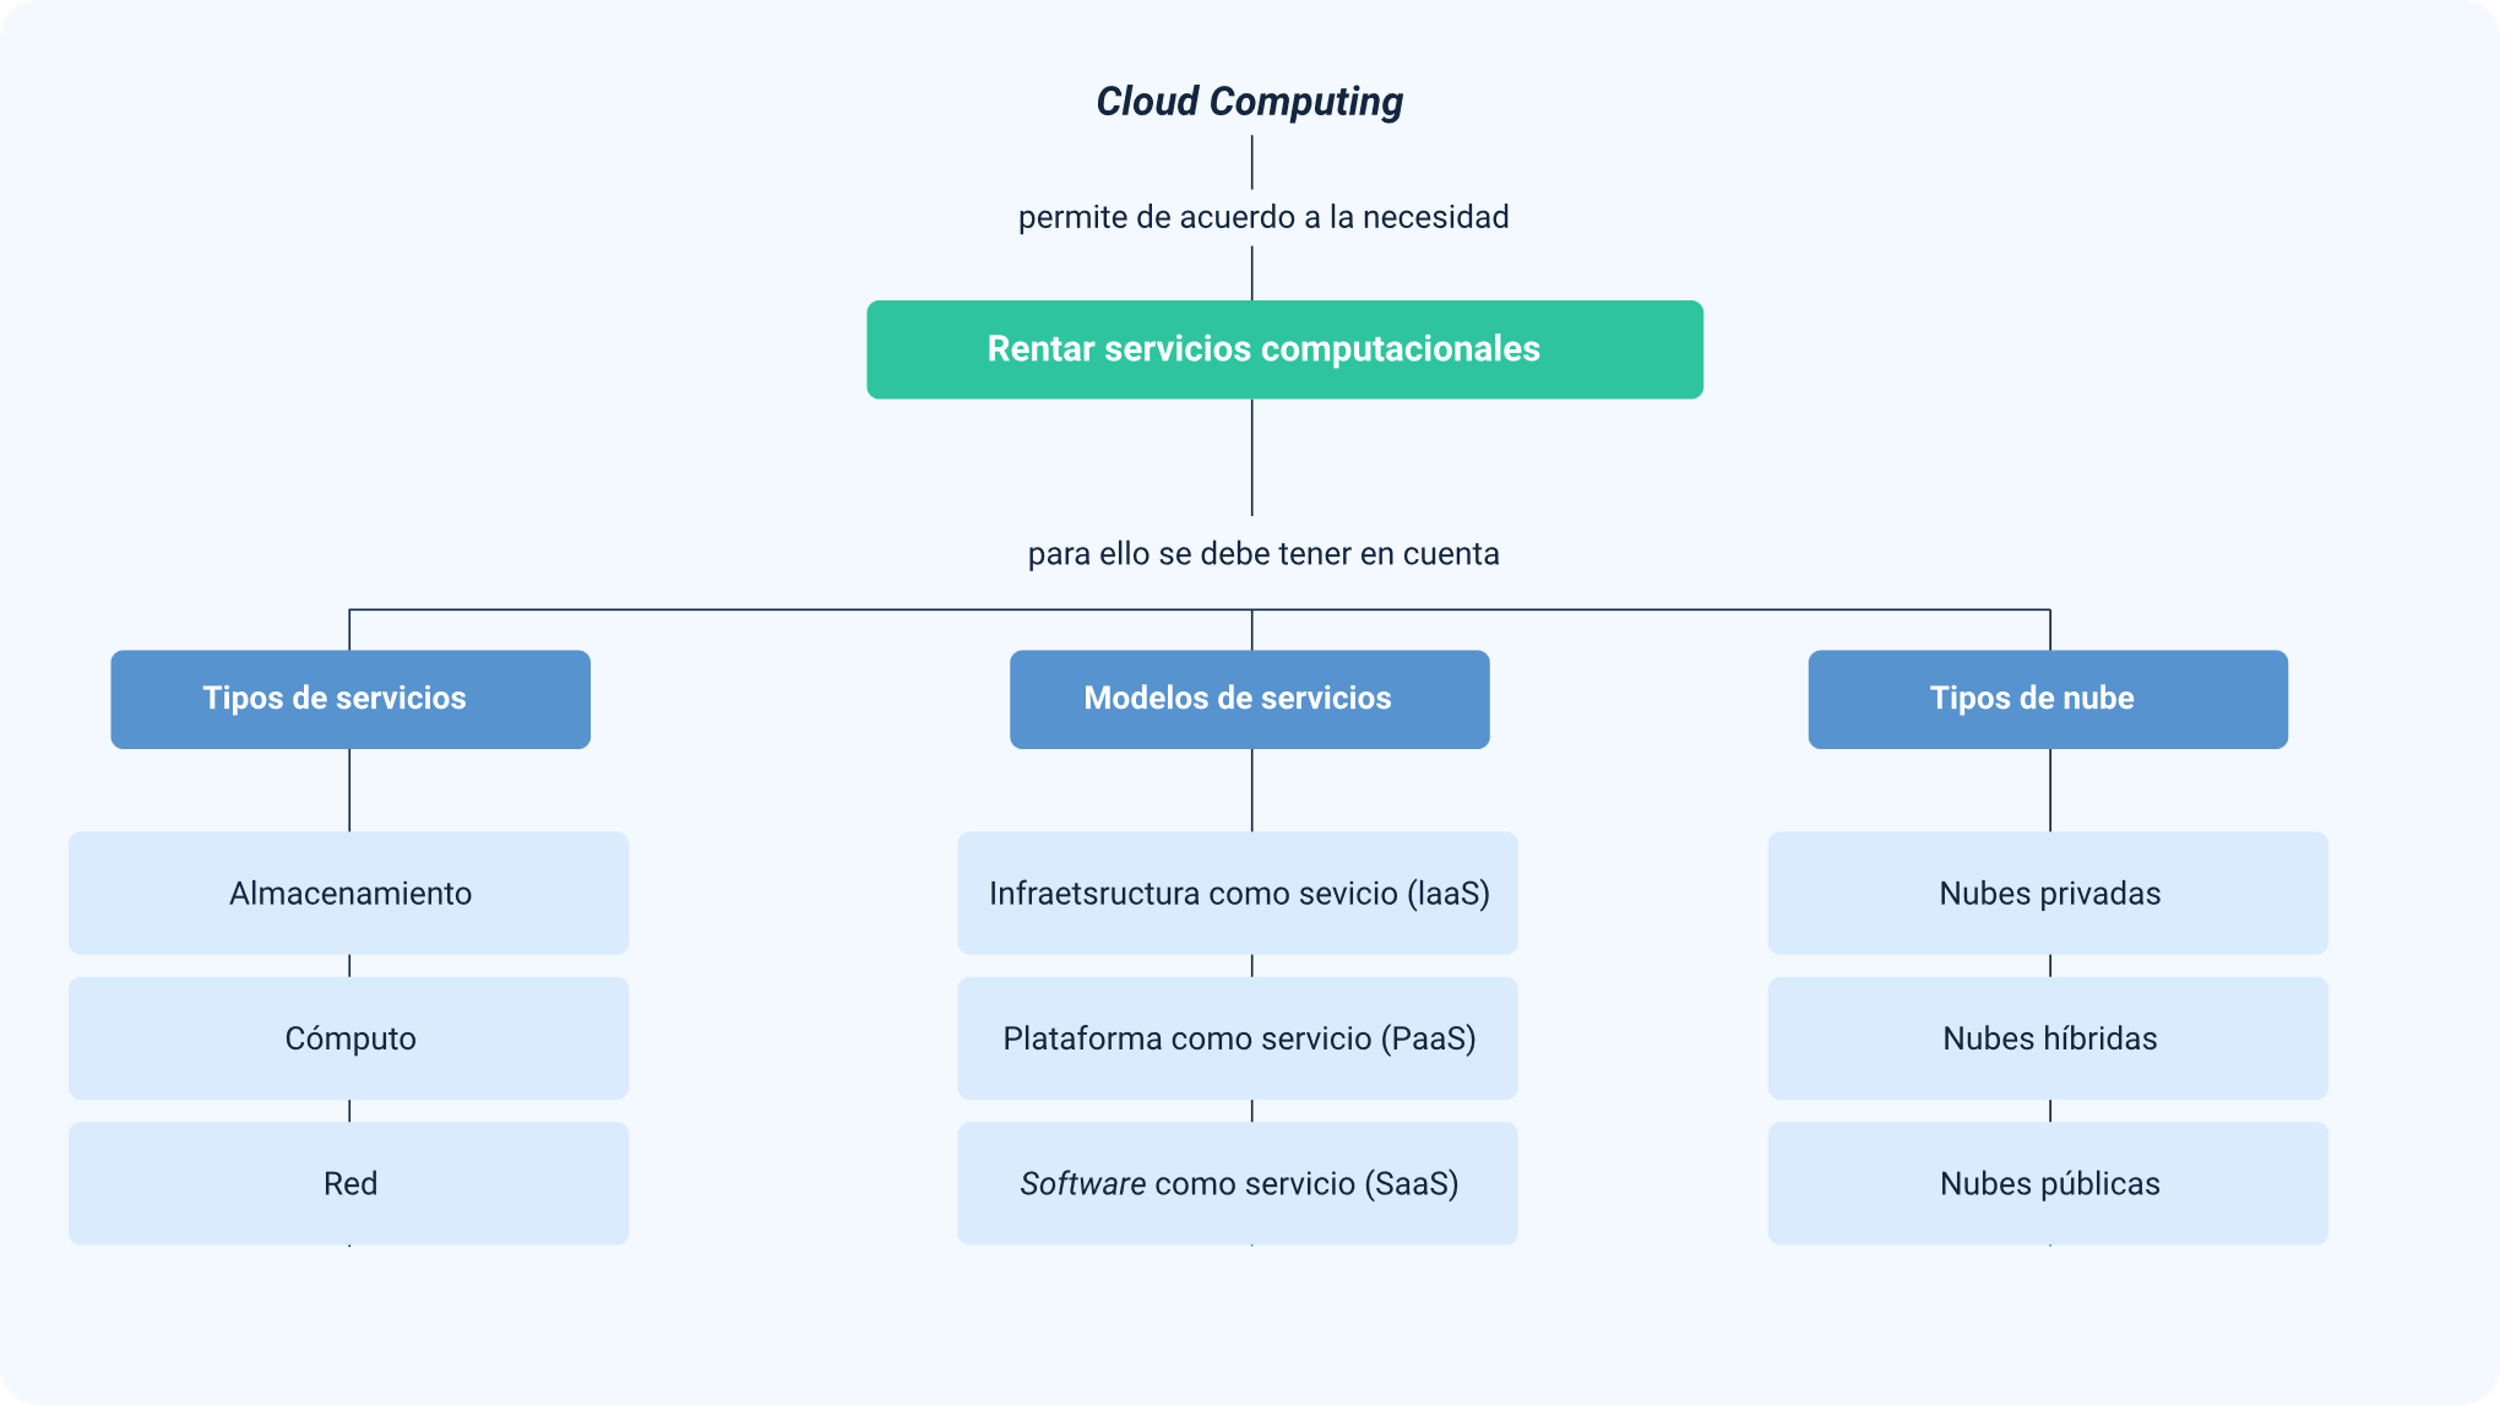 Cloud Computing
permite de acuerdo a la necesidad
Rentar servicios computacionales
para ello se debe tener en cuenta
Tipos de servicios
Modelos de servicios
Tipos de nube
Almacenamiento
Infraetsructura como sevicio (IaaS)
Nubes privadas
Cómputo
Plataforma como servicio (PaaS)
Nubes híbridas
Red
Software como servicio (SaaS)
Nubes públicas